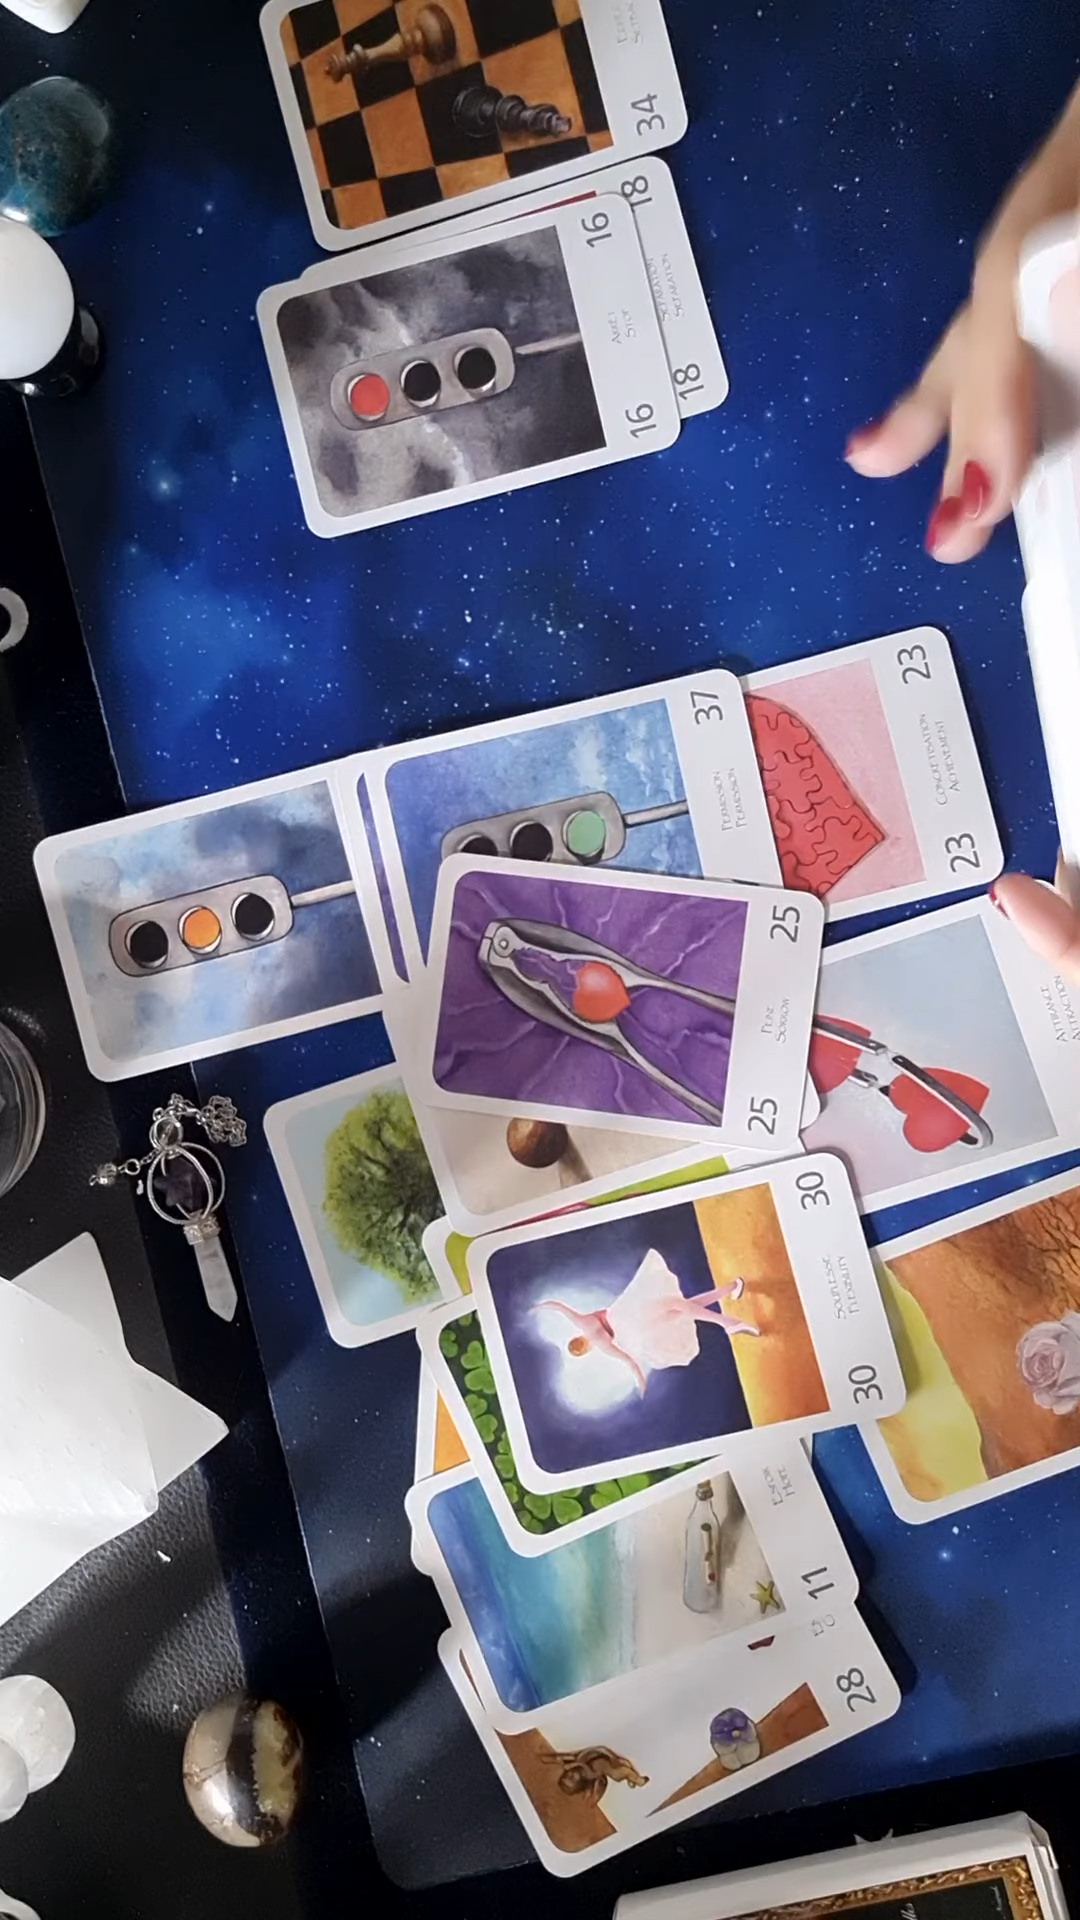 34
18
SÉPARATION
SEPARATION
18
16
ARRÊT
STOP
16
37
PERMISSION
PERMISSION
23
CONCRÉTISATION
ACHIEVEMENT
23
25
PEINE
SORROW
25
ATTIRANCE
ATTRACTION
30
SOUPLESSE
FLEXIBILITY
30
ESPOIR
HOPE
11
28